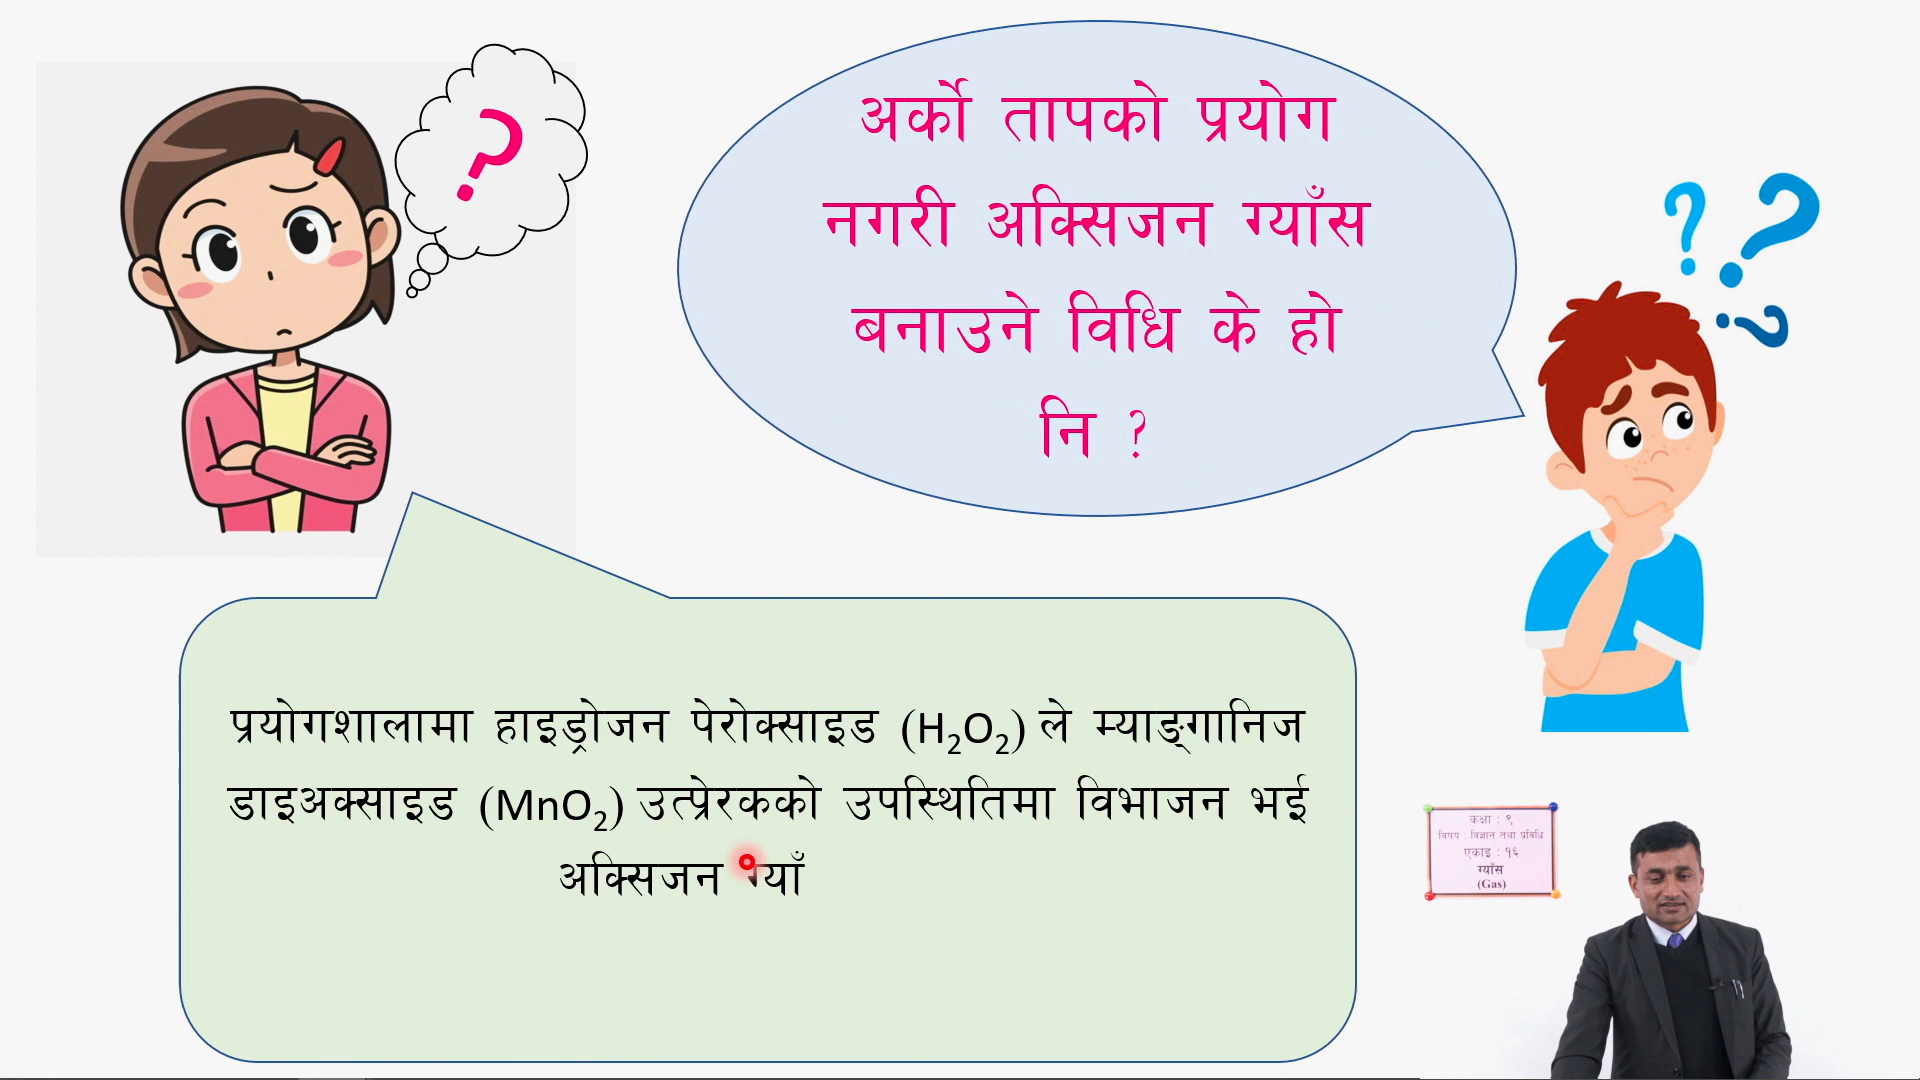 अर्को तापको प्रयोग
नगरी अक्सिजन ग्याँस
बनाउने विधि के हो
नि ?
प्रयोगशालामा हाइड्रोजन पेरोक्साइड (H₂O₂) ले म्याङ्गानिज
डाइअक्साइड (MnO₂) उत्प्रेरकको उपस्थितिमा विभाजन भई
अक्सिजन ग्याँ
कक्षा : ९
विषय : विज्ञान तथा प्रविधि
एकाइ : १६
ग्याँस
(Gas)